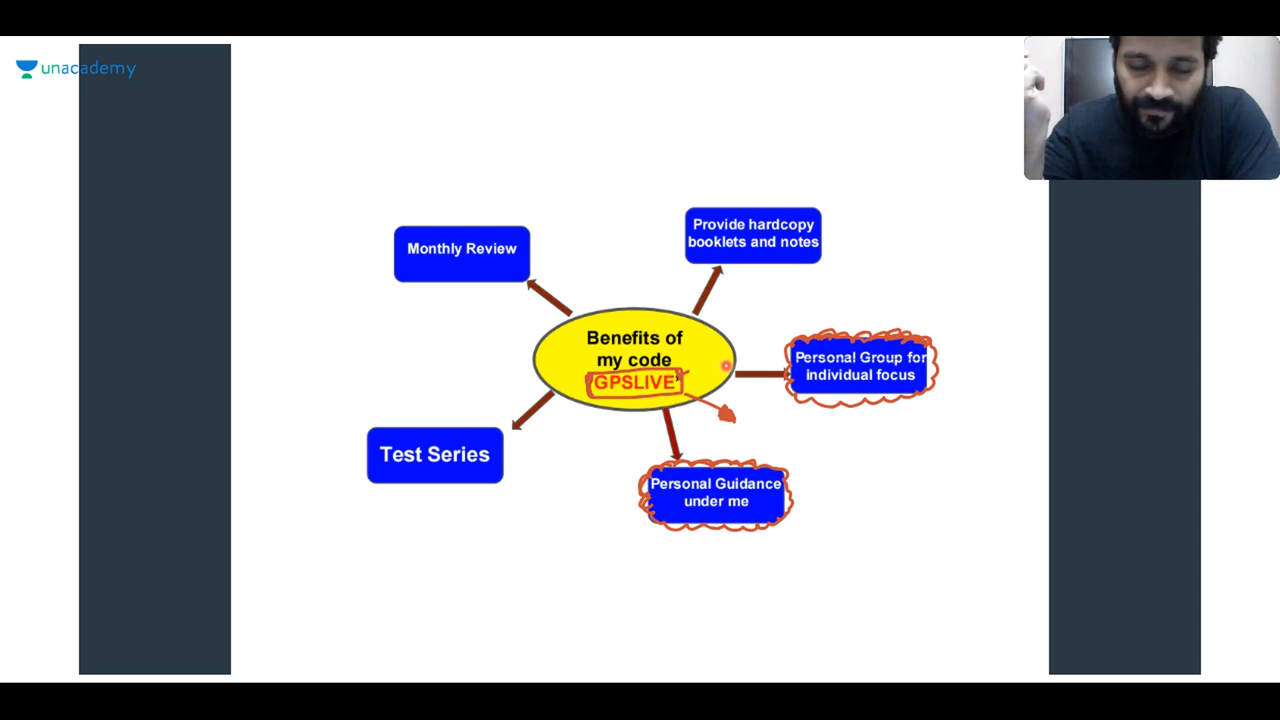 unacademy
Provide hardcopy
booklets and notes
Monthly Review
Benefits of
my code
'GPSLIVE'
Personal Group for
individual focus
Test Series
Personal Guidance
under me